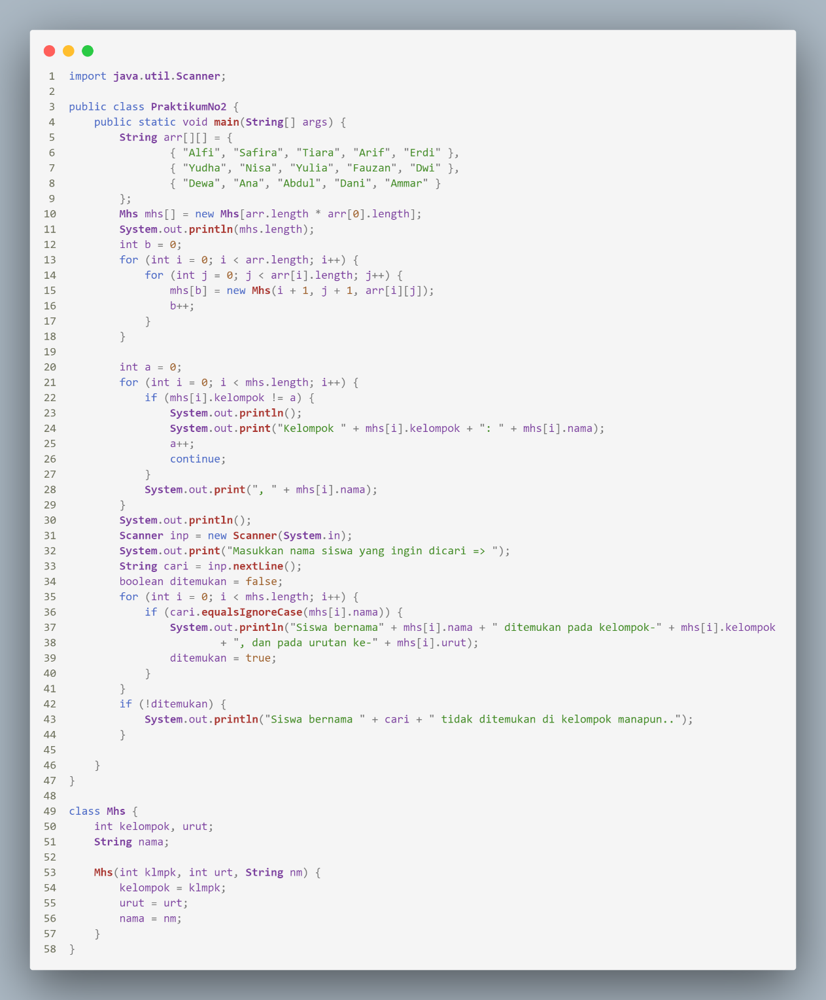 1 import java.util.Scanner;
2
3 public class PraktikumNo2 {
4     public static void main(String[] args) {
5         String arr[][] = {
6                 { "Alfi", "Safira", "Tiara", "Arif", "Erdi" },
7                 { "Yudha", "Nisa", "Yulia", "Fauzan", "Dwi" },
8                 { "Dewa", "Ana", "Abdul", "Dani", "Ammar" }
9         };
10         Mhs mhs[] = new Mhs[arr.length * arr[0].length];
11         System.out.println(mhs.length);
12         int b = 0;
13         for (int i = 0; i < arr.length; i++) {
14             for (int j = 0; j < arr[i].length; j++) {
15                 mhs[b] = new Mhs(i + 1, j + 1, arr[i][j]);
16                 b++;
17             }
18         }
19
20         int a = 0;
21         for (int i = 0; i < mhs.length; i++) {
22             if (mhs[i].kelompok != a) {
23                 System.out.println();
24                 System.out.print("Kelompok " + mhs[i].kelompok + ": " + mhs[i].nama);
25                 a++;
26                 continue;
27             }
28             System.out.print(", " + mhs[i].nama);
29         }
30         System.out.println();
31         Scanner inp = new Scanner(System.in);
32         System.out.print("Masukkan nama siswa yang ingin dicari => ");
33         String cari = inp.nextLine();
34         boolean ditemukan = false;
35         for (int i = 0; i < mhs.length; i++) {
36             if (cari.equalsIgnoreCase(mhs[i].nama)) {
37                 System.out.println("Siswa bernama" + mhs[i].nama + " ditemukan pada kelompok-" + mhs[i].kelompok
38                         + ", dan pada urutan ke-" + mhs[i].urut);
39                 ditemukan = true;
40             }
41         }
42         if (!ditemukan) {
43             System.out.println("Siswa bernama " + cari + " tidak ditemukan di kelompok manapun..");
44         }
45
46     }
47 }
48
49 class Mhs {
50     int kelompok, urut;
51     String nama;
52
53     Mhs(int klmpk, int urt, String nm) {
54         kelompok = klmpk;
55         urut = urt;
56         nama = nm;
57     }
58 }